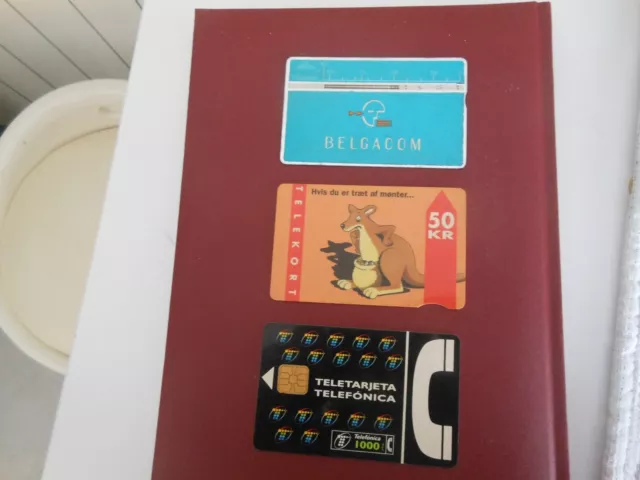 BELGACOM
Hvis du er træt af mønter...
TELEKORT
50
KR
TELETARJETA
TELEFÓNICA
Telefónica
1000